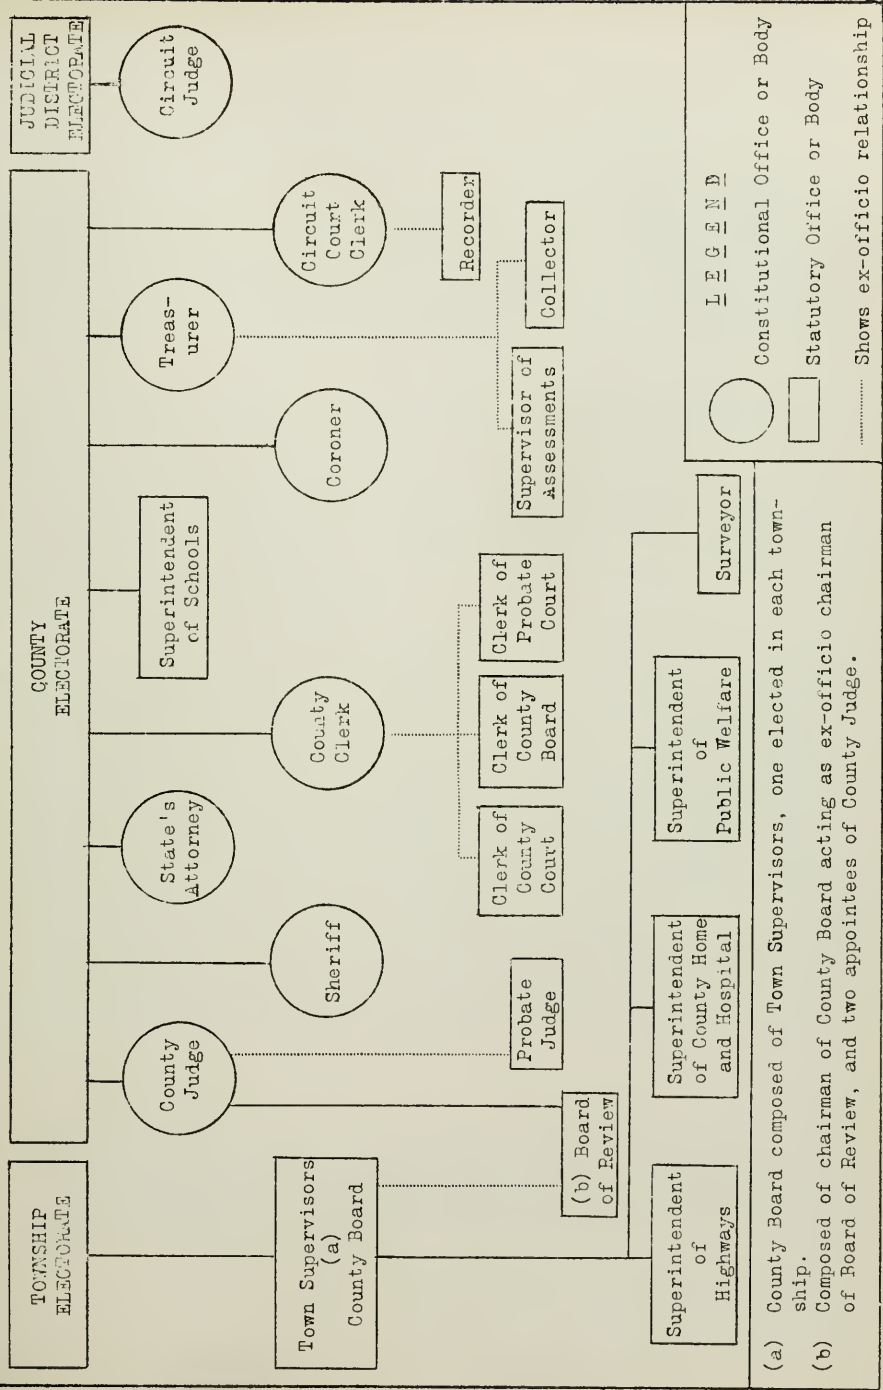 TOWNSHIP
ELECTORATE
COUNTY
ELECTORATE
JUDICIAL
DISTRICT
ELECTORATE
County
Judge
Sheriff
State's
Attorney
County
Clerk
Superintendent
of Schools
Coroner
Treas-
urer
Circuit
Court
Clerk
Circuit
Judge
Town Supervisors
(a)
County Board
Probate
Judge
Clerk of
County
Court
Clerk of
County
Board
Clerk of
Probate
Court
Supervisor of
Assessments
Collector
Recorder
(b) Board
of Review
Superintendent
of
Highways
Superintendent
of County Home
and Hospital
Superintendent
of
Public Welfare
Surveyor
L E G E N D
Constitutional Office or Body
Statutory Office or Body
Shows ex-officio relationship
(a) County Board composed of Town Supervisors, one elected in each town-
ship.
(b) Composed of chairman of County Board acting as ex-officio chairman
of Board of Review, and two appointees of County Judge.